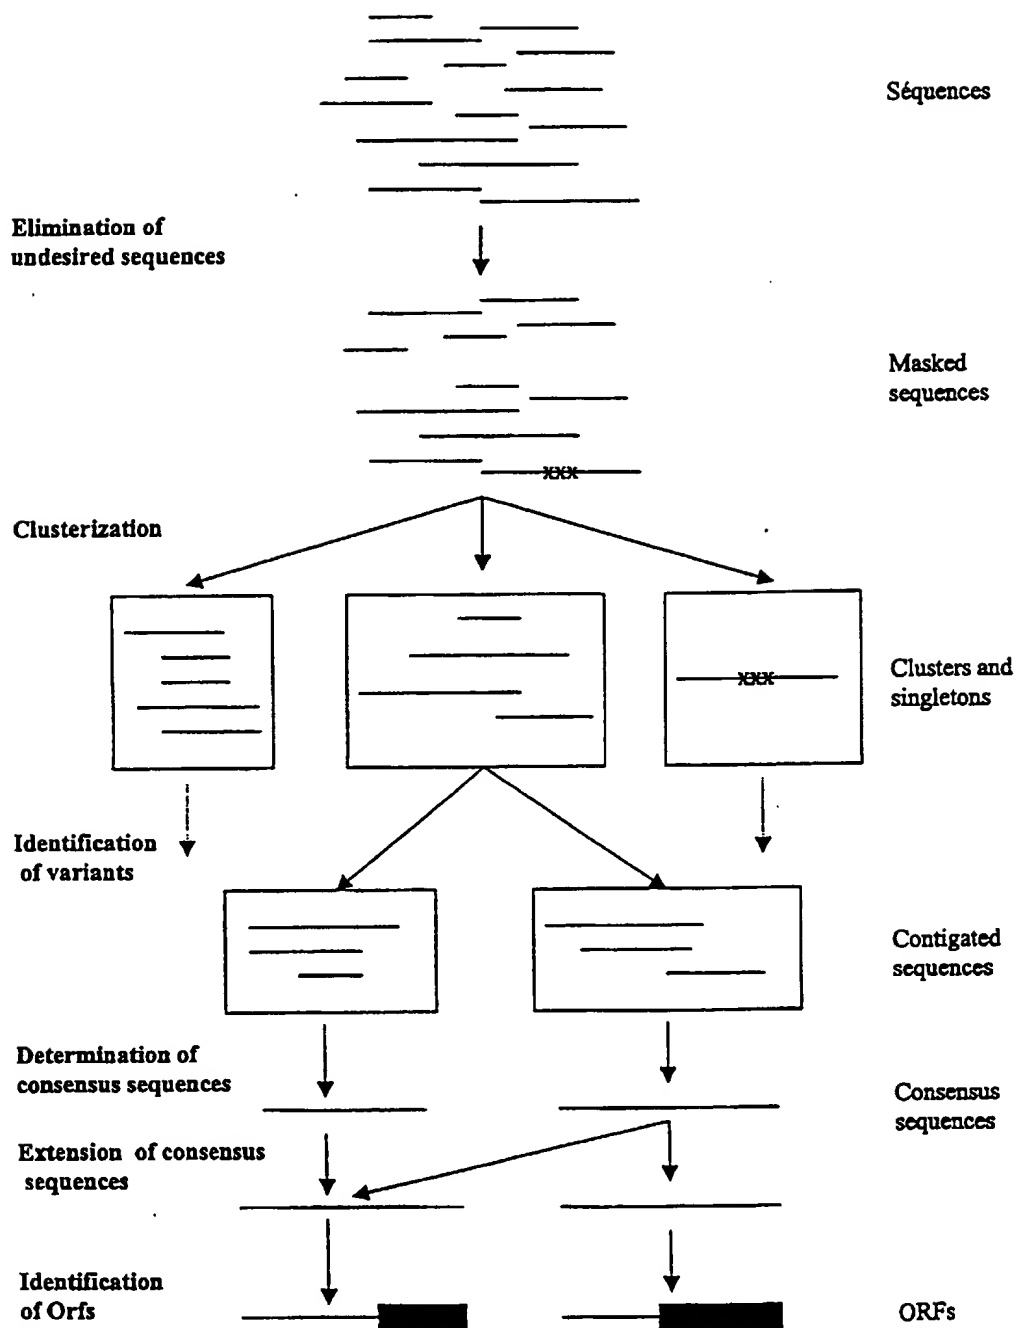 Séquences
Elimination of
undesired sequences
Masked
sequences
xxx
Clusterization
xxx
Clusters and
singletons
Identification
of variants
Contigated
sequences
Determination of
consensus sequences
Consensus
sequences
Extension of consensus
sequences
Identification
of Orfs
ORFs